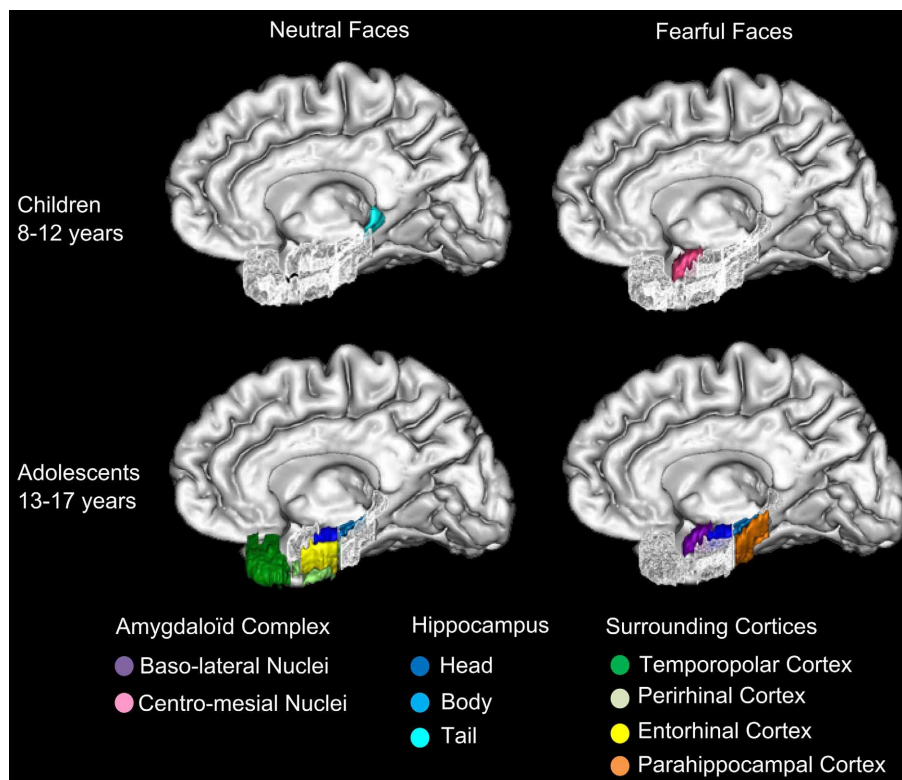 Neutral Faces
Fearful Faces
Children
8-12 years
Adolescents
13-17 years
Amygdaloïd Complex
Baso-lateral Nuclei
Centro-mesial Nuclei
Hippocampus
Head
Body
Tail
Surrounding Cortices
Temporopolar Cortex
Perirhinal Cortex
Entorhinal Cortex
Parahippocampal Cortex